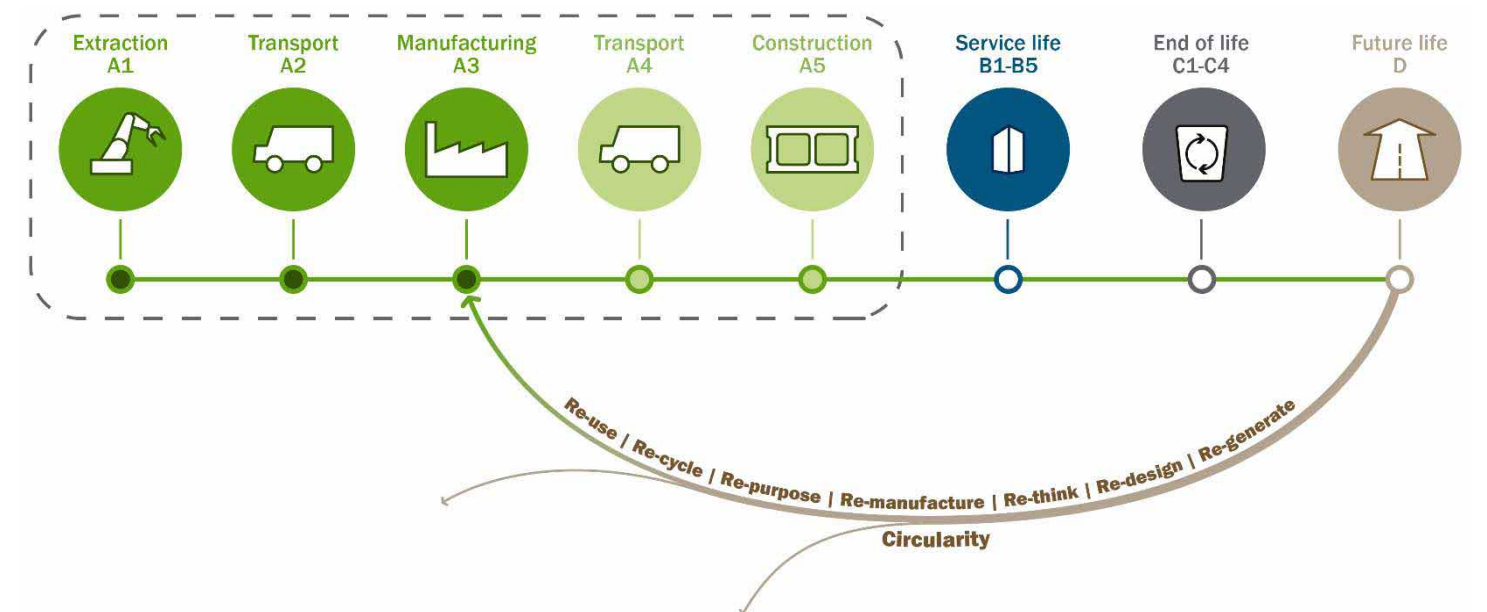 Extraction
A1
Transport
A2
Manufacturing
A3
Transport
A4
Construction
A5
Service life
B1-B5
End of life
C1-C4
Future life
D
Re-use | Re-cycle | Re-purpose | Re-manufacture | Re-think | Re-design | Re-generate
Circularity